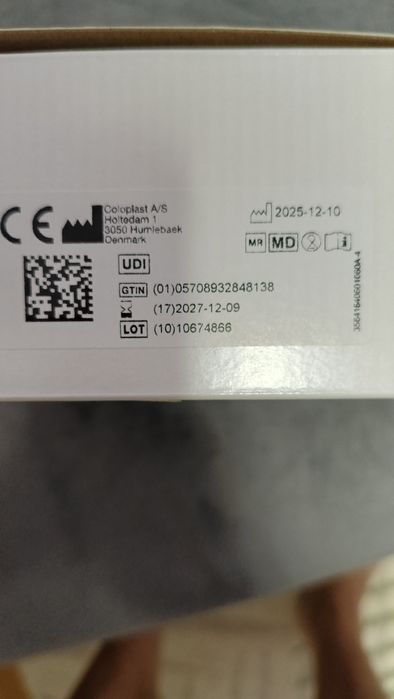 CE
Coloplast A/S
Holtedam 1
3050 Humlebaek
Denmark
2025-12-10
MR MD
UDI
GTIN (01)05708932848138
(17)2027-12-09
LOT (10)10674866